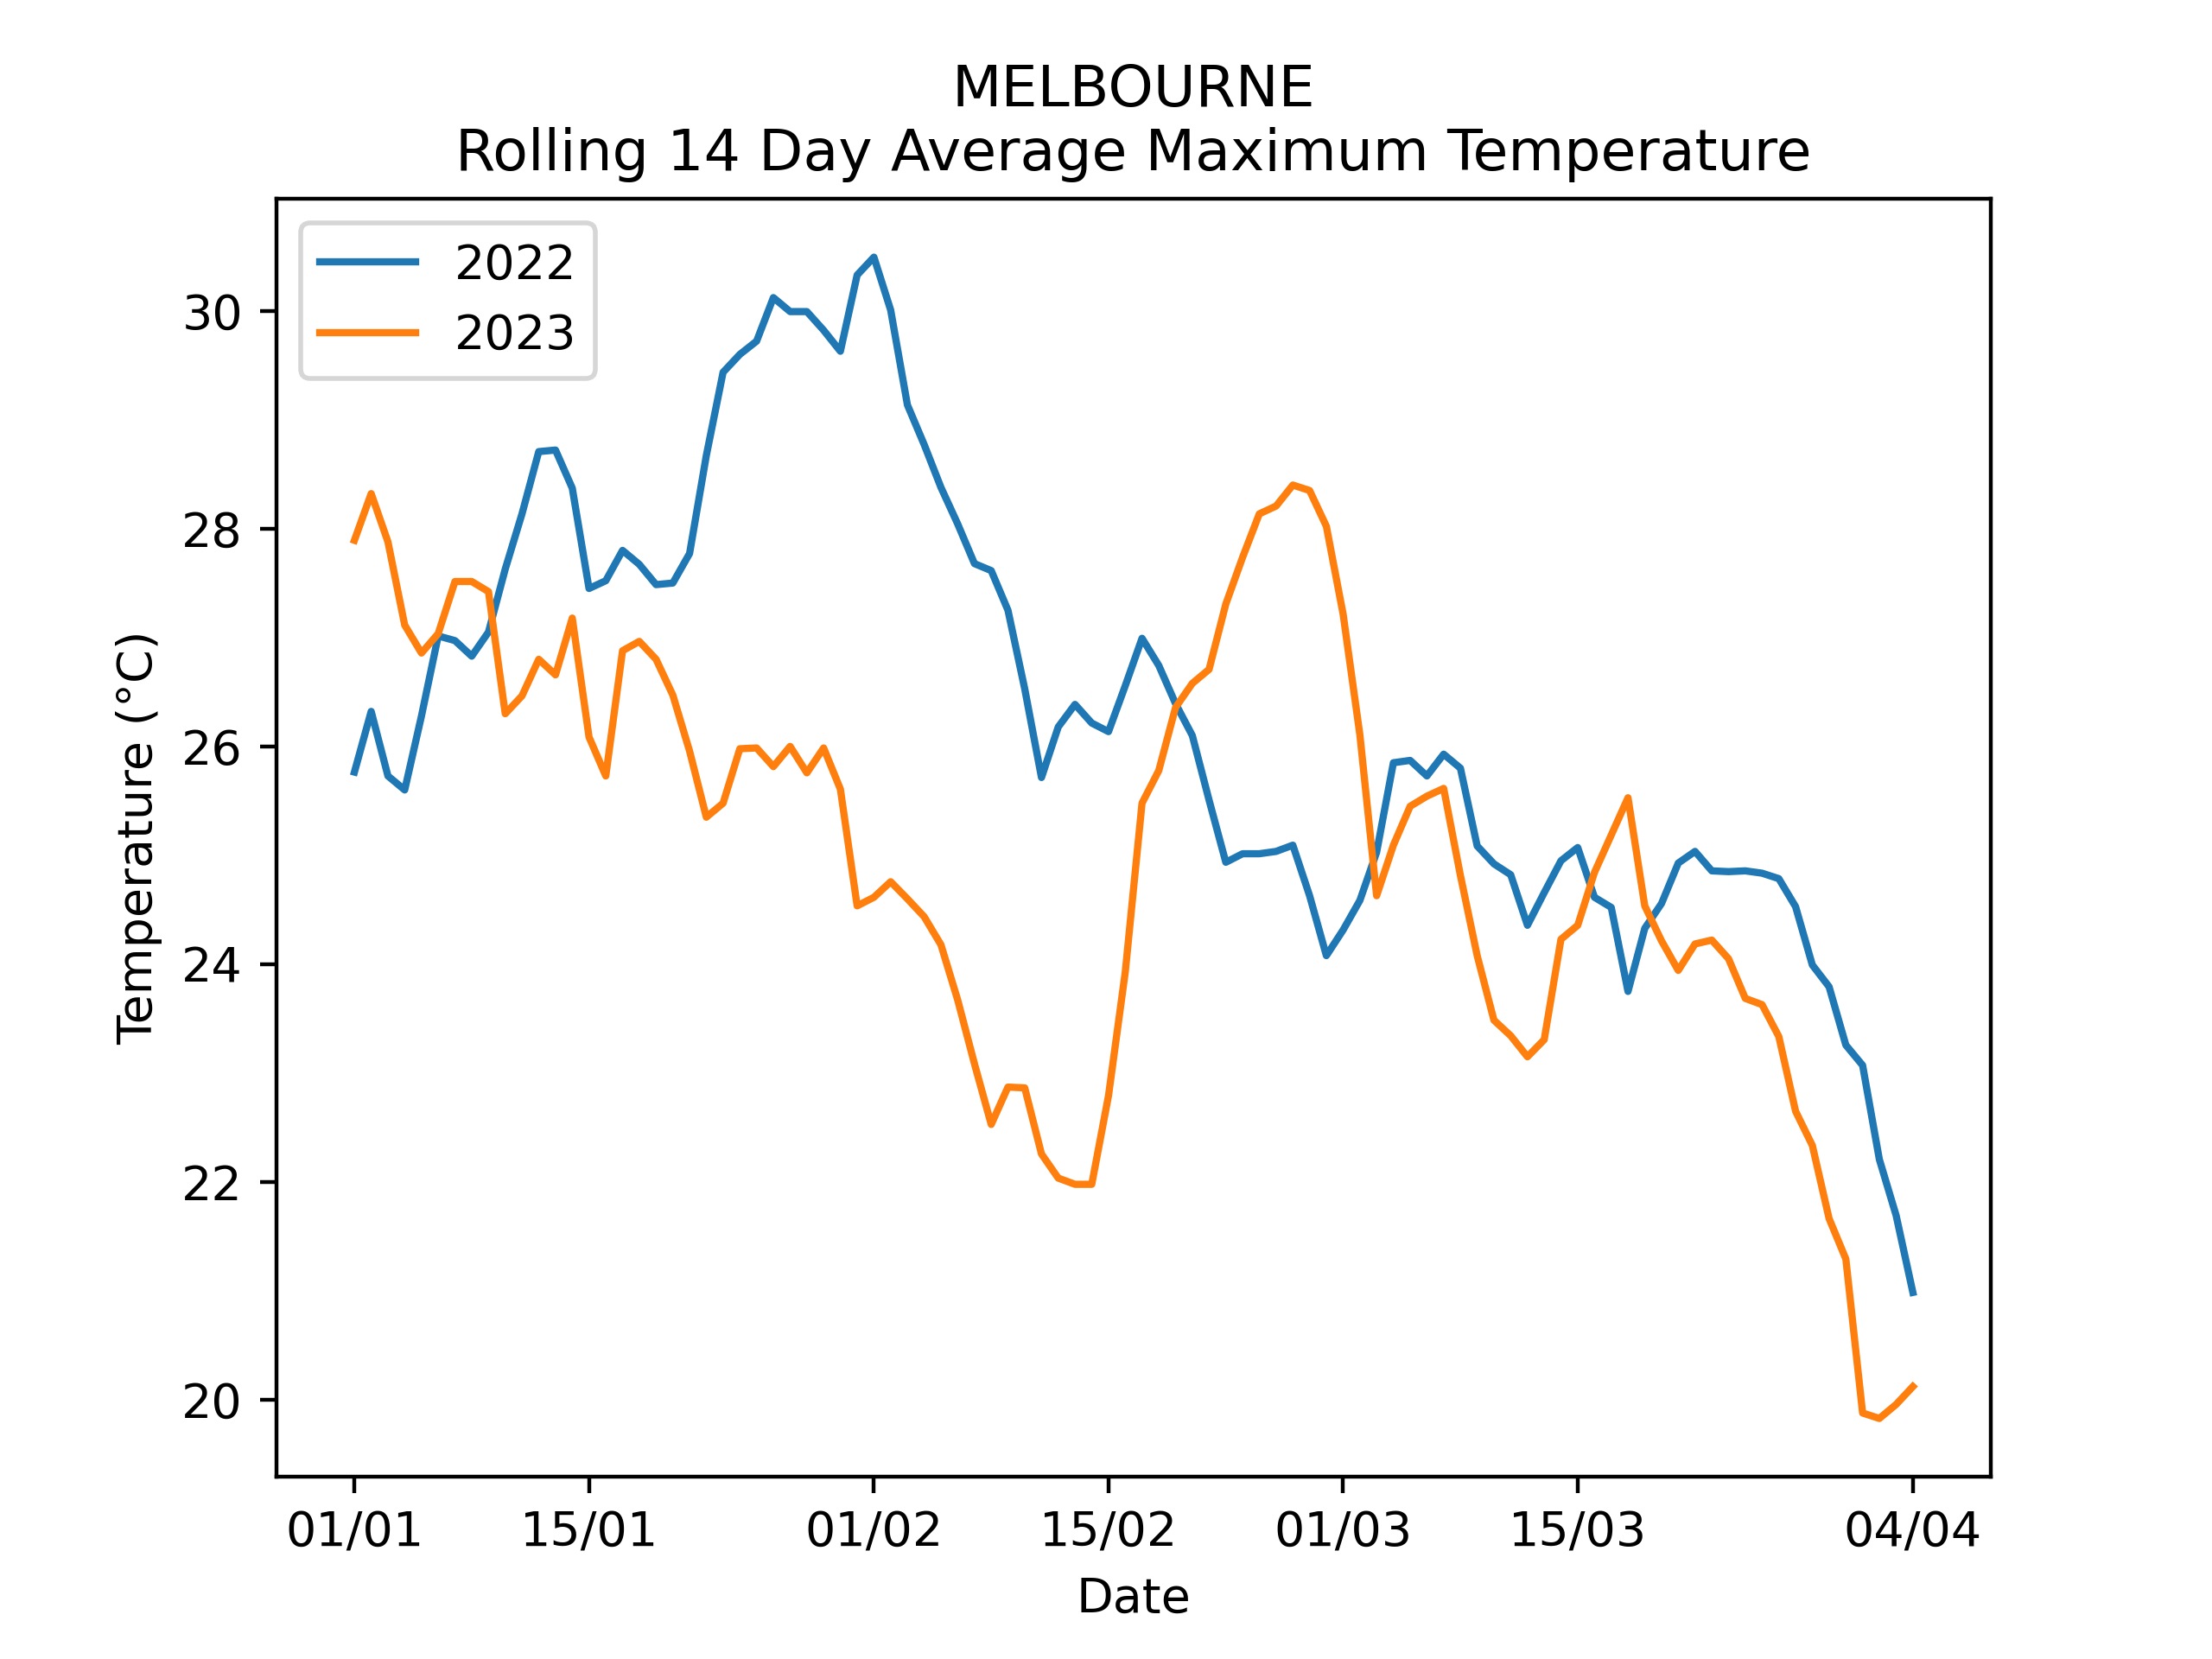 MELBOURNE
Rolling 14 Day Average Maximum Temperature
2022
2023
30
28
26
24
22
20
Temperature (°C)
01/01 15/01 01/02 15/02 01/03 15/03 04/04
Date